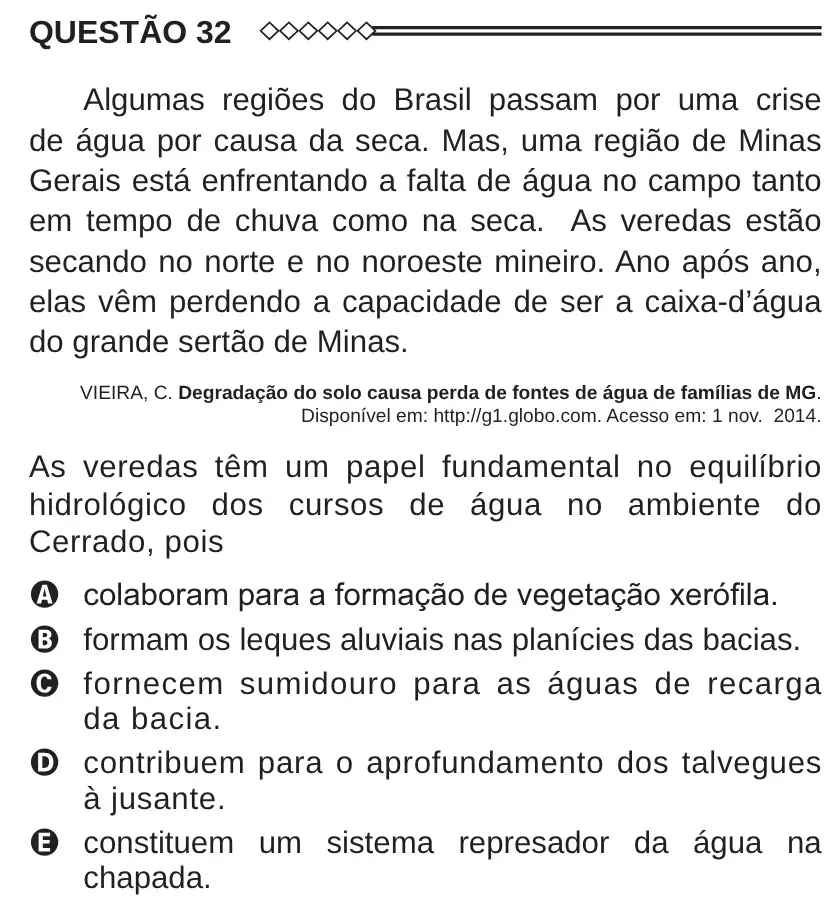 QUESTÃO 32
Algumas regiões do Brasil passam por uma crise
de água por causa da seca. Mas, uma região de Minas
Gerais está enfrentando a falta de água no campo tanto
em tempo de chuva como na seca. As veredas estão
secando no norte e no noroeste mineiro. Ano após ano,
elas vêm perdendo a capacidade de ser a caixa-d’água
do grande sertão de Minas.
VIEIRA, C. Degradação do solo causa perda de fontes de água de famílias de MG.
Disponível em: http://g1.globo.com. Acesso em: 1 nov. 2014.
As veredas têm um papel fundamental no equilíbrio
hidrológico dos cursos de água no ambiente do
Cerrado, pois
A colaboram para a formação de vegetação xerófila.
B formam os leques aluviais nas planícies das bacias.
C fornecem sumidouro para as águas de recarga
da bacia.
D contribuem para o aprofundamento dos talvegues
à jusante.
E constituem um sistema represador da água na
chapada.